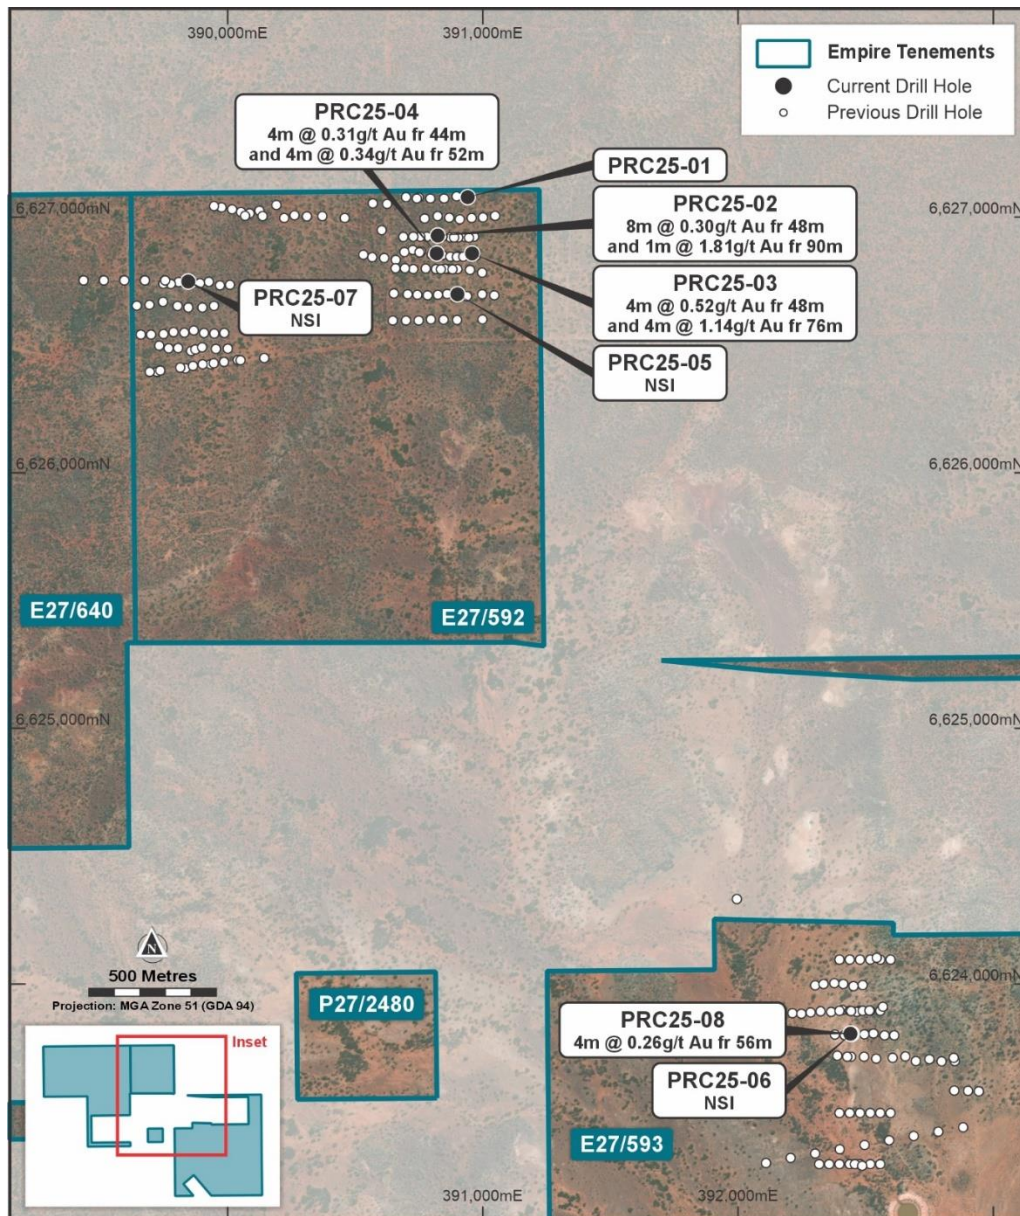 390,000mE
391,000mE
Empire Tenements
Current Drill Hole
Previous Drill Hole
PRC25-04
4m @ 0.31g/t Au fr 44m
and 4m @ 0.34g/t Au fr 52m
PRC25-01
6,627,000mN
6,627,000mN
PRC25-02
8m @ 0.30g/t Au fr 48m
and 1m @ 1.81g/t Au fr 90m
PRC25-03
4m @ 0.52g/t Au fr 48m
and 4m @ 1.14g/t Au fr 76m
PRC25-07
NSI
PRC25-05
NSI
6,626,000mN
6,626,000mN
E27/640
E27/592
6,625,000mN
6,625,000mN
N
500 Metres
Projection: MGA Zone 51 (GDA 94)
P27/2480
6,624,000mN
PRC25-08
4m @ 0.26g/t Au fr 56m
PRC25-06
NSI
Inset
E27/593
391,000mE
392,000mE